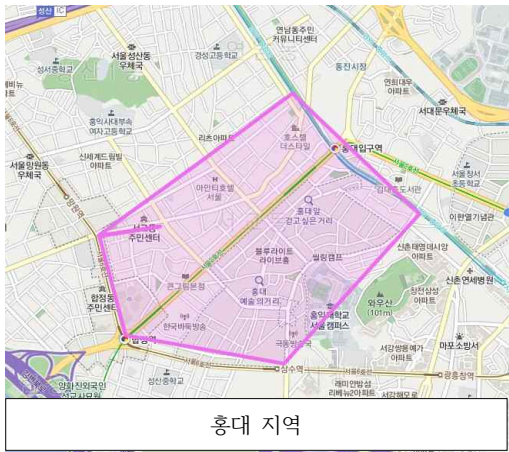 성산 IC
연남동주민
커뮤니티센터
서울성산동
우체국
경성고등학교
성서중학교
동진시장
연희대우
아파트
서대문우체국
홍익사대부속
여자고등학교
호스텔
더스타일
리츠아파트
홍대입구역
서울망원동
우체국
신세계드림빌
아파트
서울창서
초등학교
아만티호텔
서울
홍대앞
걷고싶은거리
이한열기념관
망원역
서교동
주민센터
블루라이트
라이브홀
씰링캠프
신촌태영데시앙
아파트
신촌연세병원
큰그림본점
합정동
주민센터
홍대
예술의거리
와우산
(101m)
창전삼성
아파트
한국바둑방송
홍익대학교
서울캠퍼스
합정역
극동방송국
마포소방서
서강쌍용예가
아파트
양화진외국인
선교사묘원
성산중학교
상수역
서울6호선
광흥창역
래미안밤섬
리베뉴2아파트
서강해모로
홍대 지역